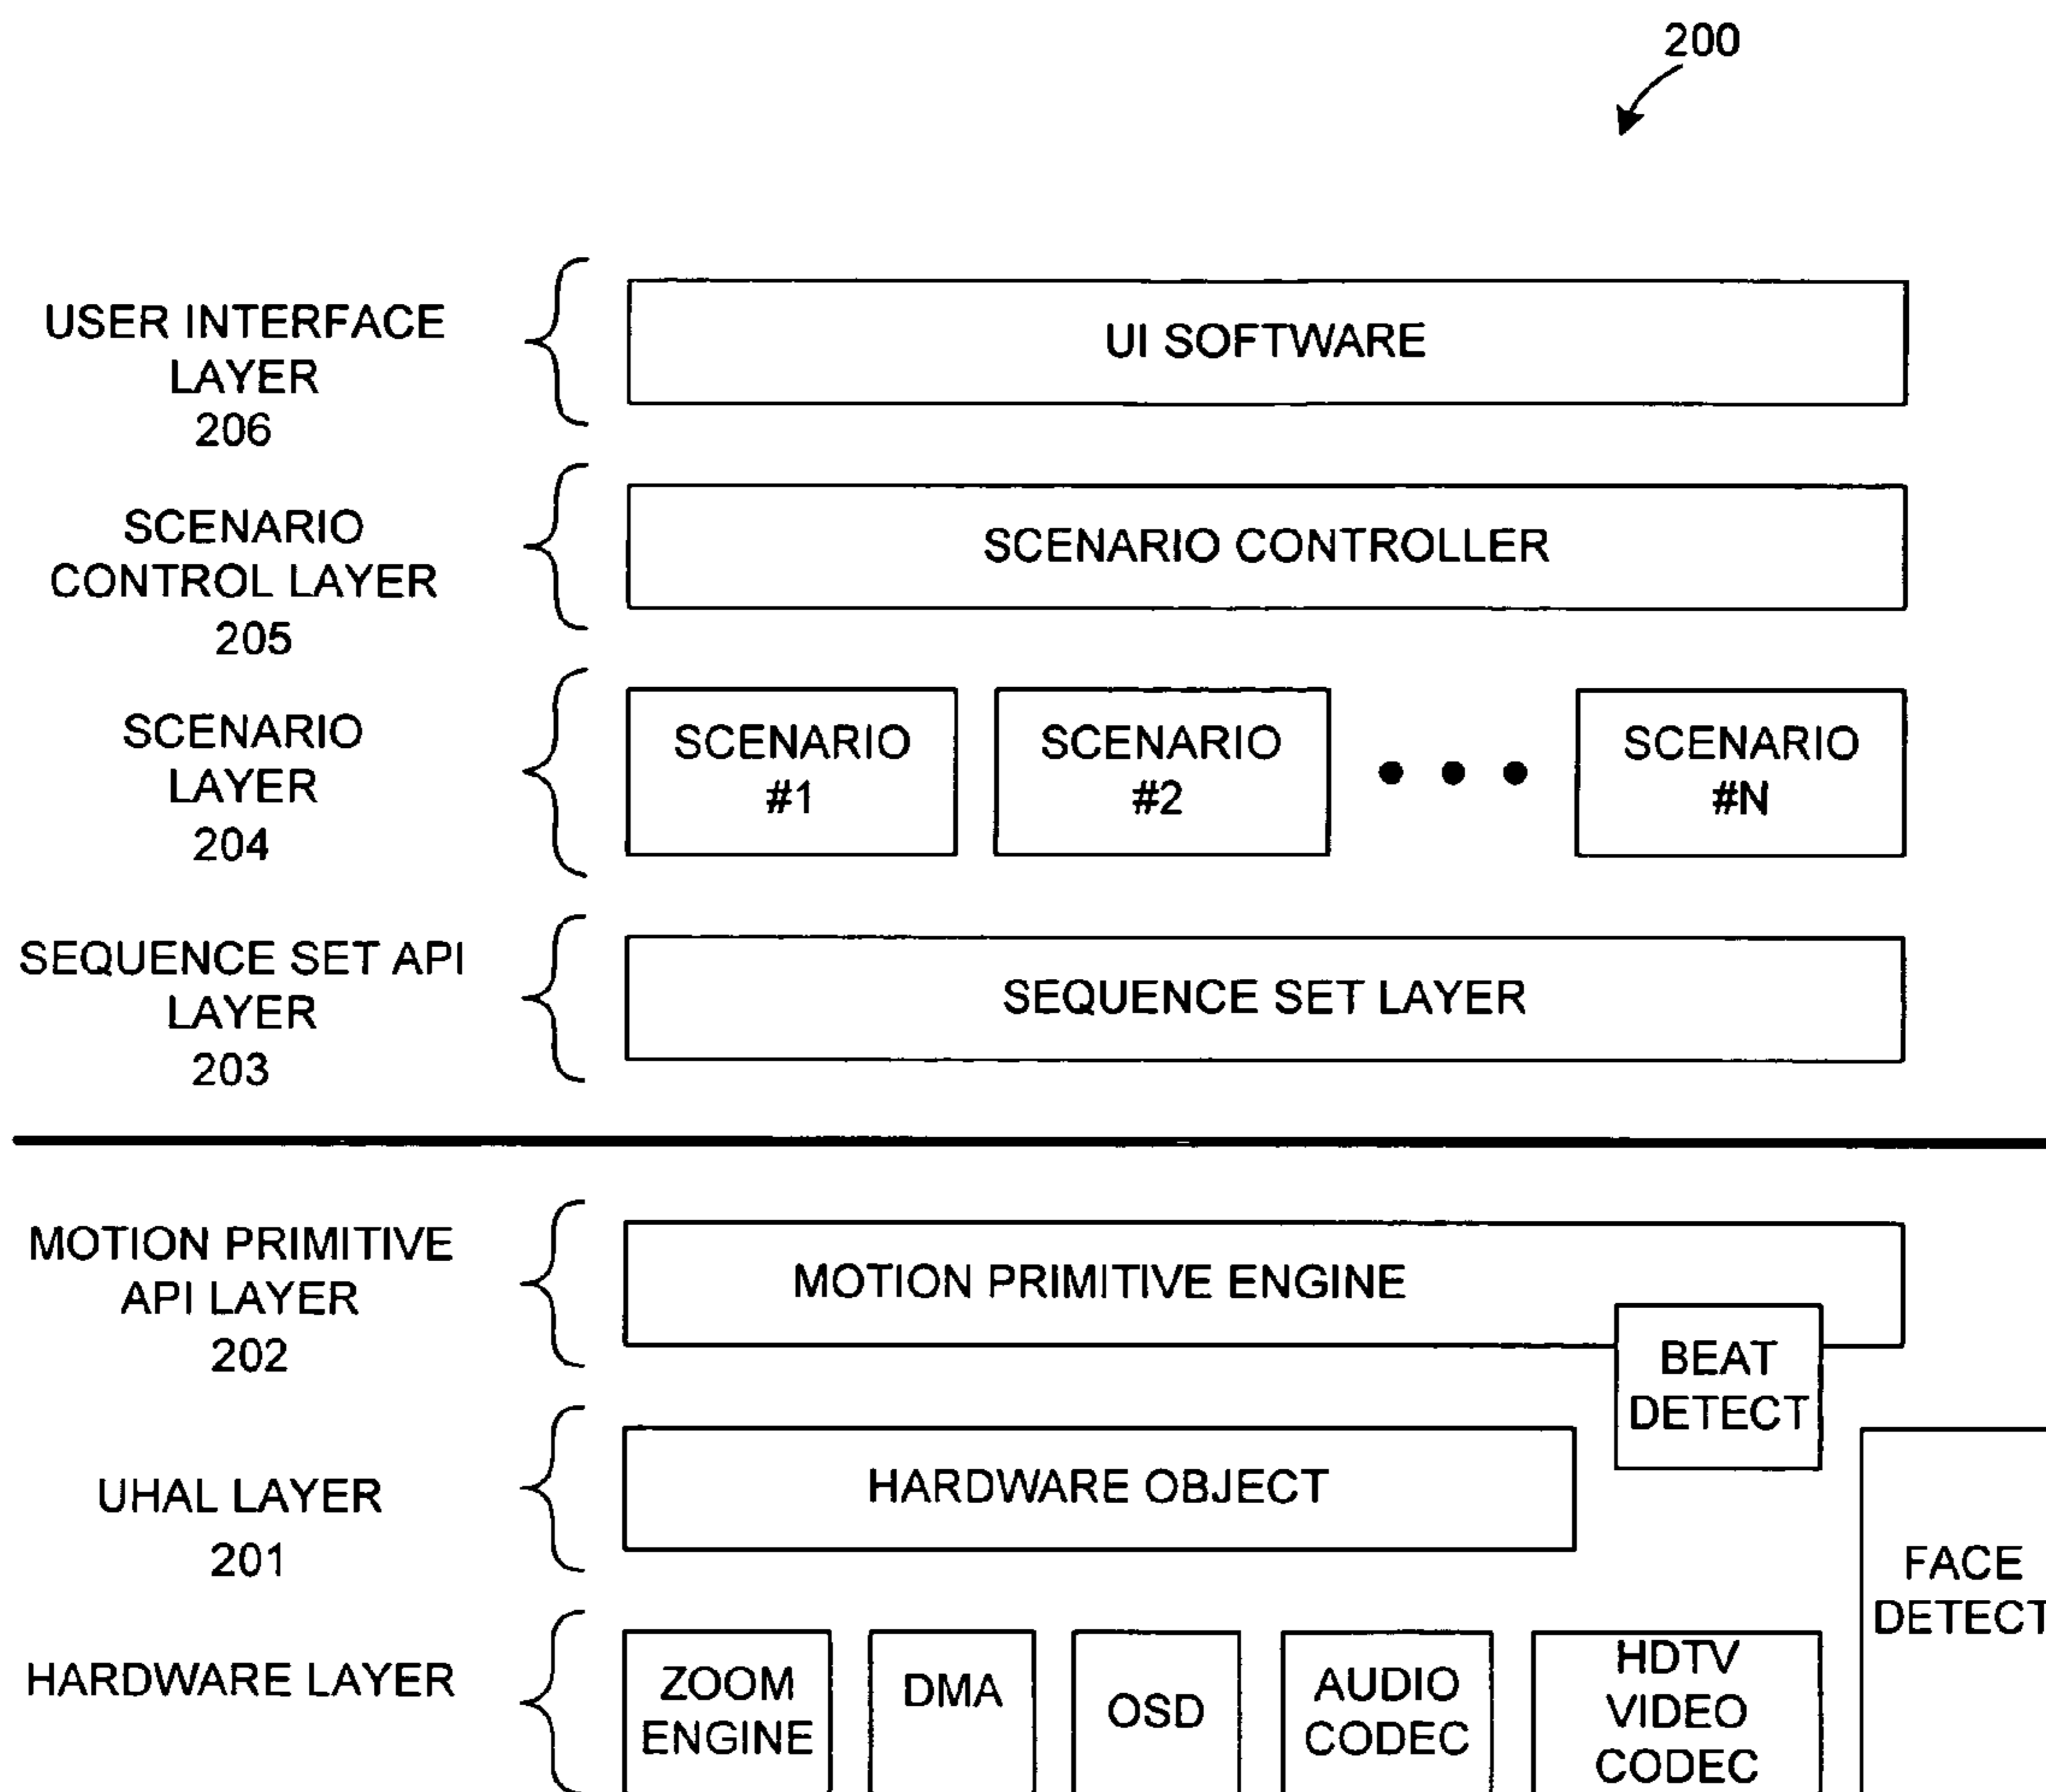 200
USER INTERFACE
LAYER
206
UI SOFTWARE
SCENARIO
CONTROL LAYER
205
SCENARIO CONTROLLER
SCENARIO
LAYER
204
SCENARIO
#1
SCENARIO
#2
SCENARIO
#N
SEQUENCE SET API
LAYER
203
SEQUENCE SET LAYER
MOTION PRIMITIVE
API LAYER
202
MOTION PRIMITIVE ENGINE
BEAT
DETECT
UHAL LAYER
201
HARDWARE OBJECT
FACE
DETECT
HARDWARE LAYER
ZOOM
ENGINE
DMA
OSD
AUDIO
CODEC
HDTV
VIDEO
CODEC